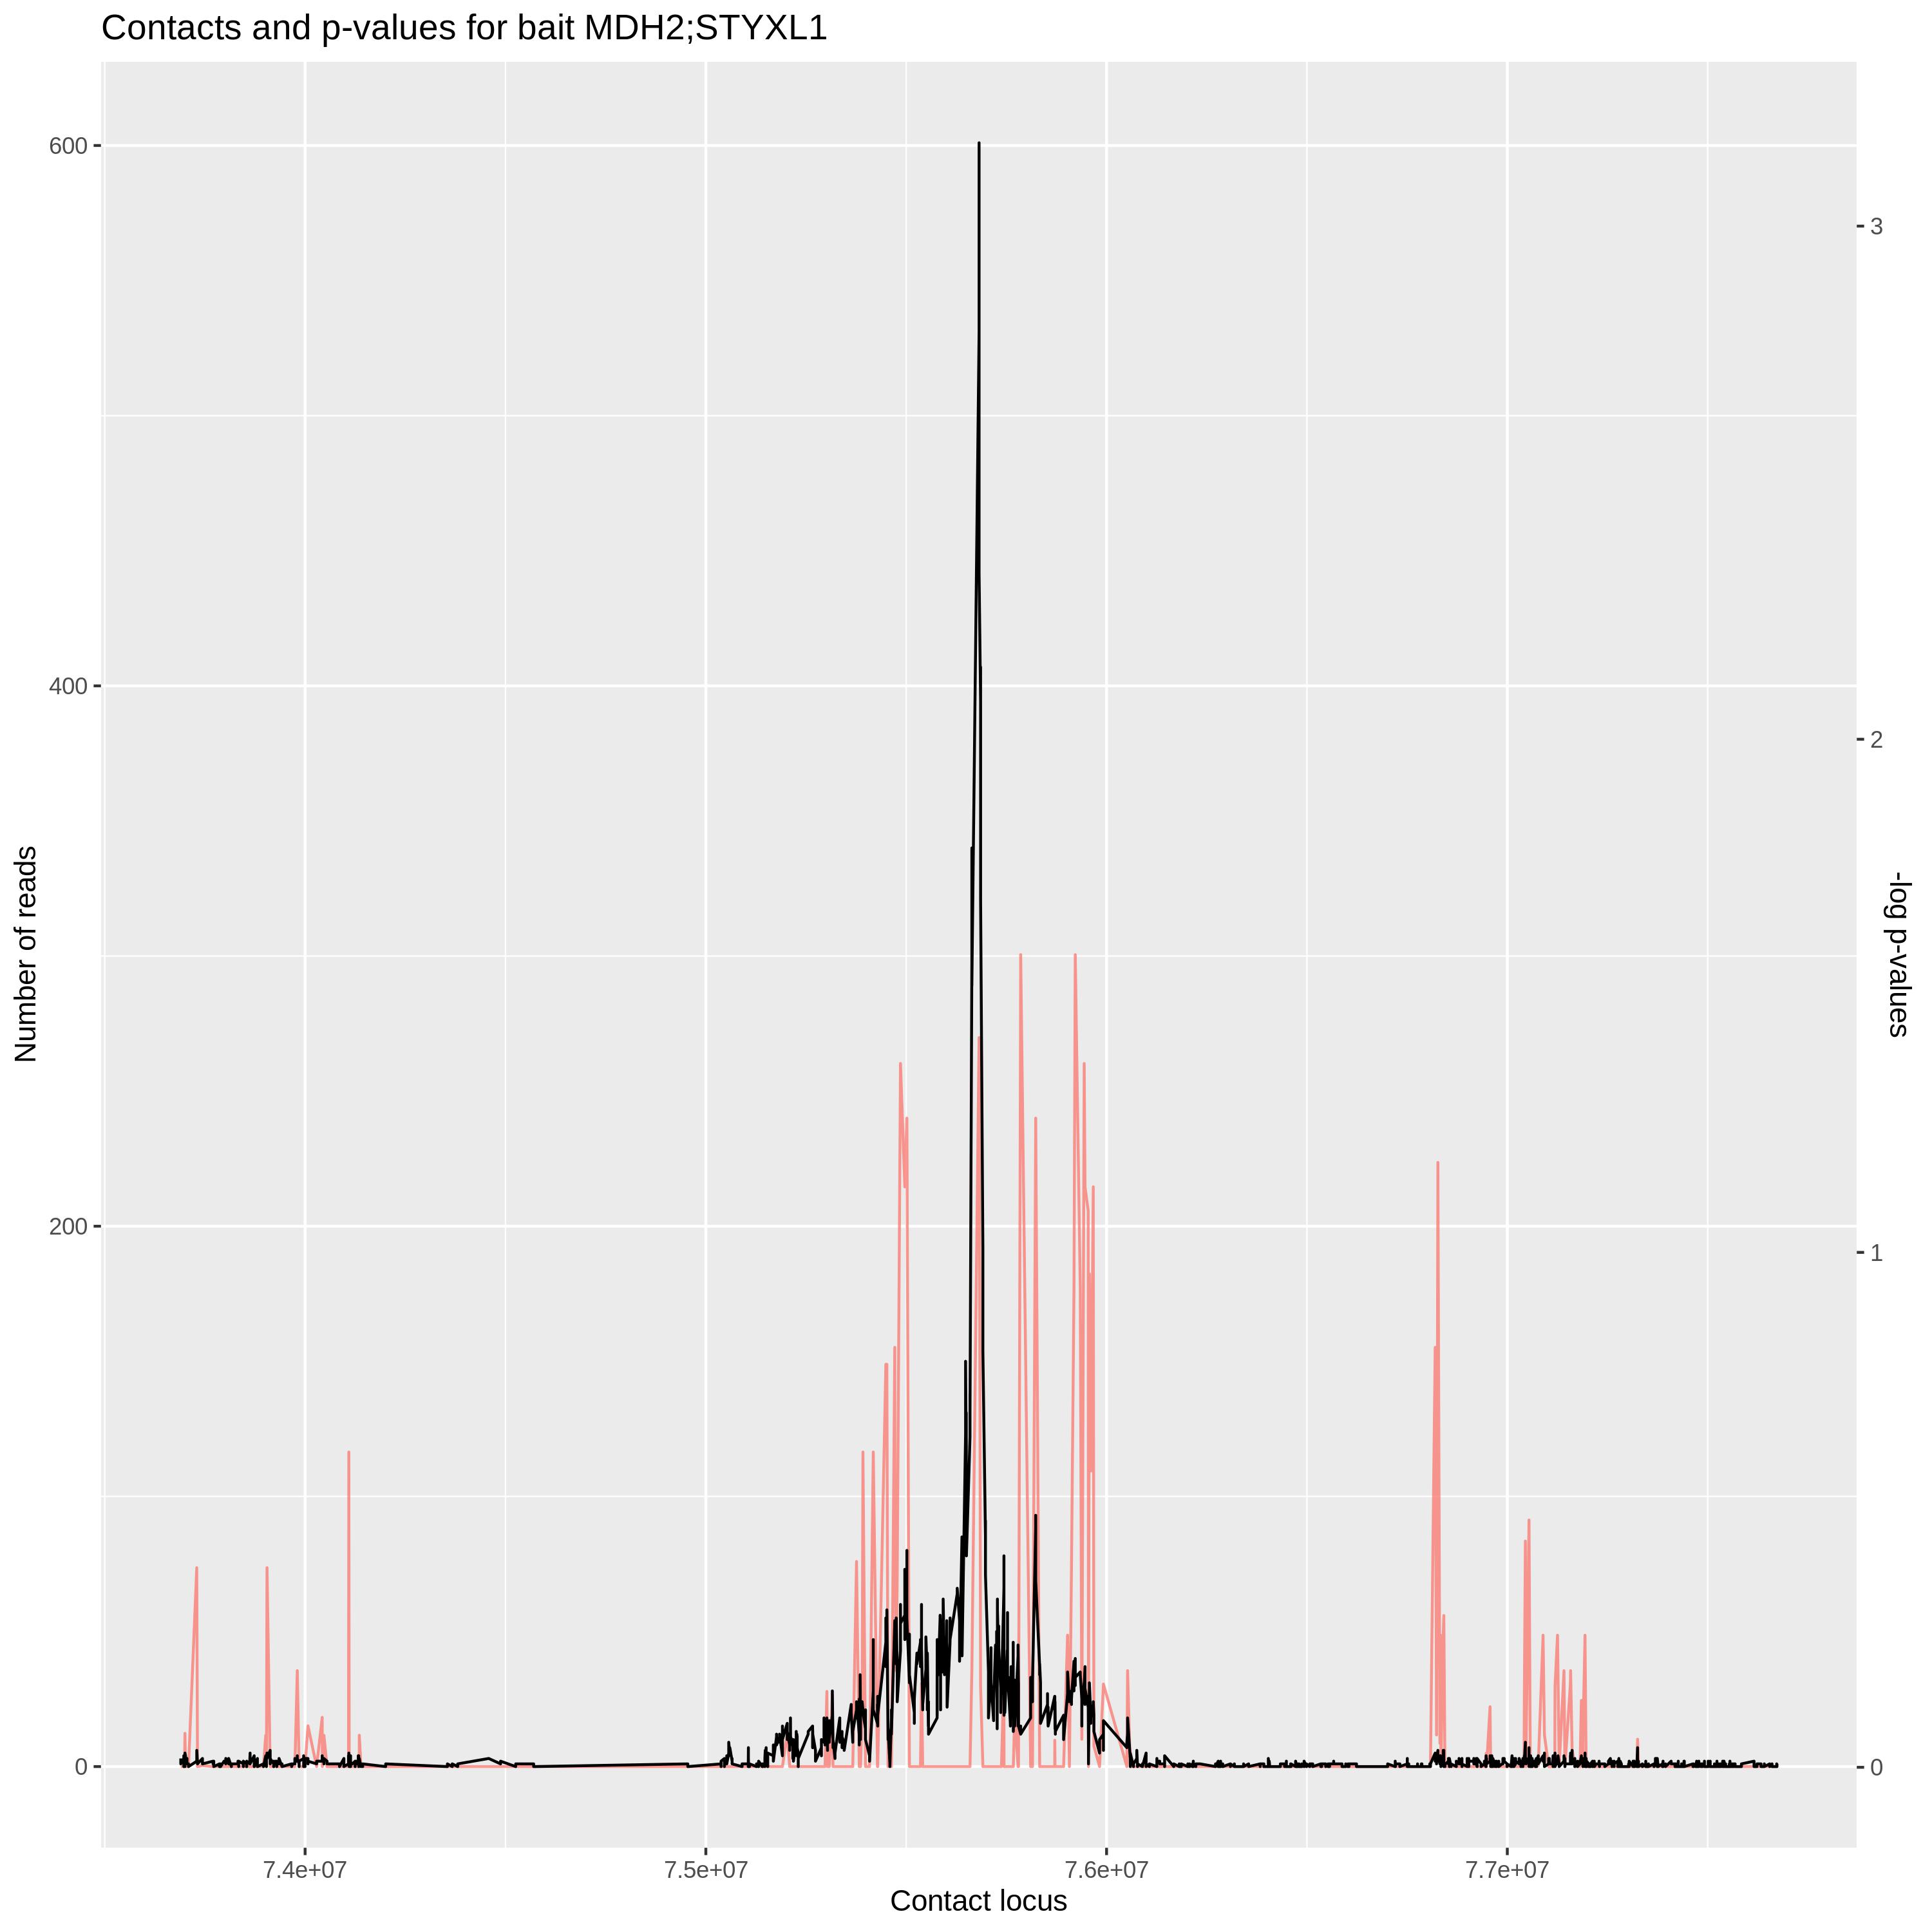 Contacts and p-values for bait MDH2;STYXL1
600
400
200
0
3
2
1
0
Number of reads
-log p-values
7.4e+07
7.5e+07
7.6e+07
7.7e+07
Contact locus